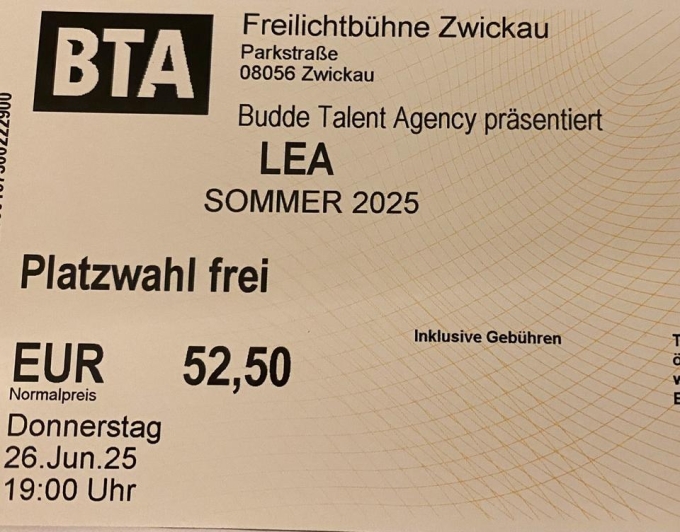 BTA
Freilichtbühne Zwickau
Parkstraße
08056 Zwickau
Budde Talent Agency präsentiert
LEA
SOMMER 2025
Platzwahl frei
EUR 52,50
Inklusive Gebühren
Normalpreis
Donnerstag
26.Jun.25
19:00 Uhr